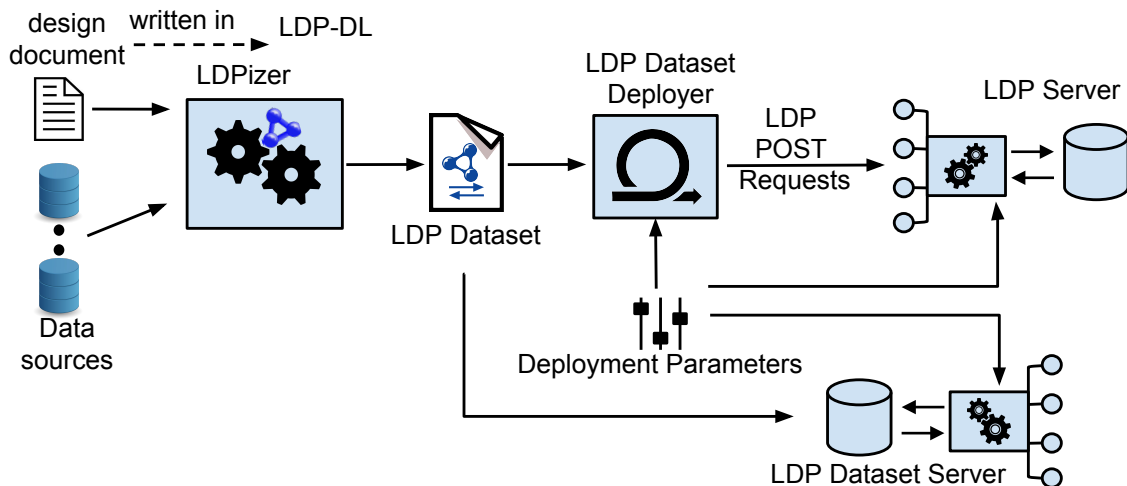 design
document
written in
LDP-DL
LDPizer
Data
sources
LDP Dataset
LDP Dataset
Deployer
LDP
POST
Requests
LDP Server
Deployment Parameters
LDP Dataset Server